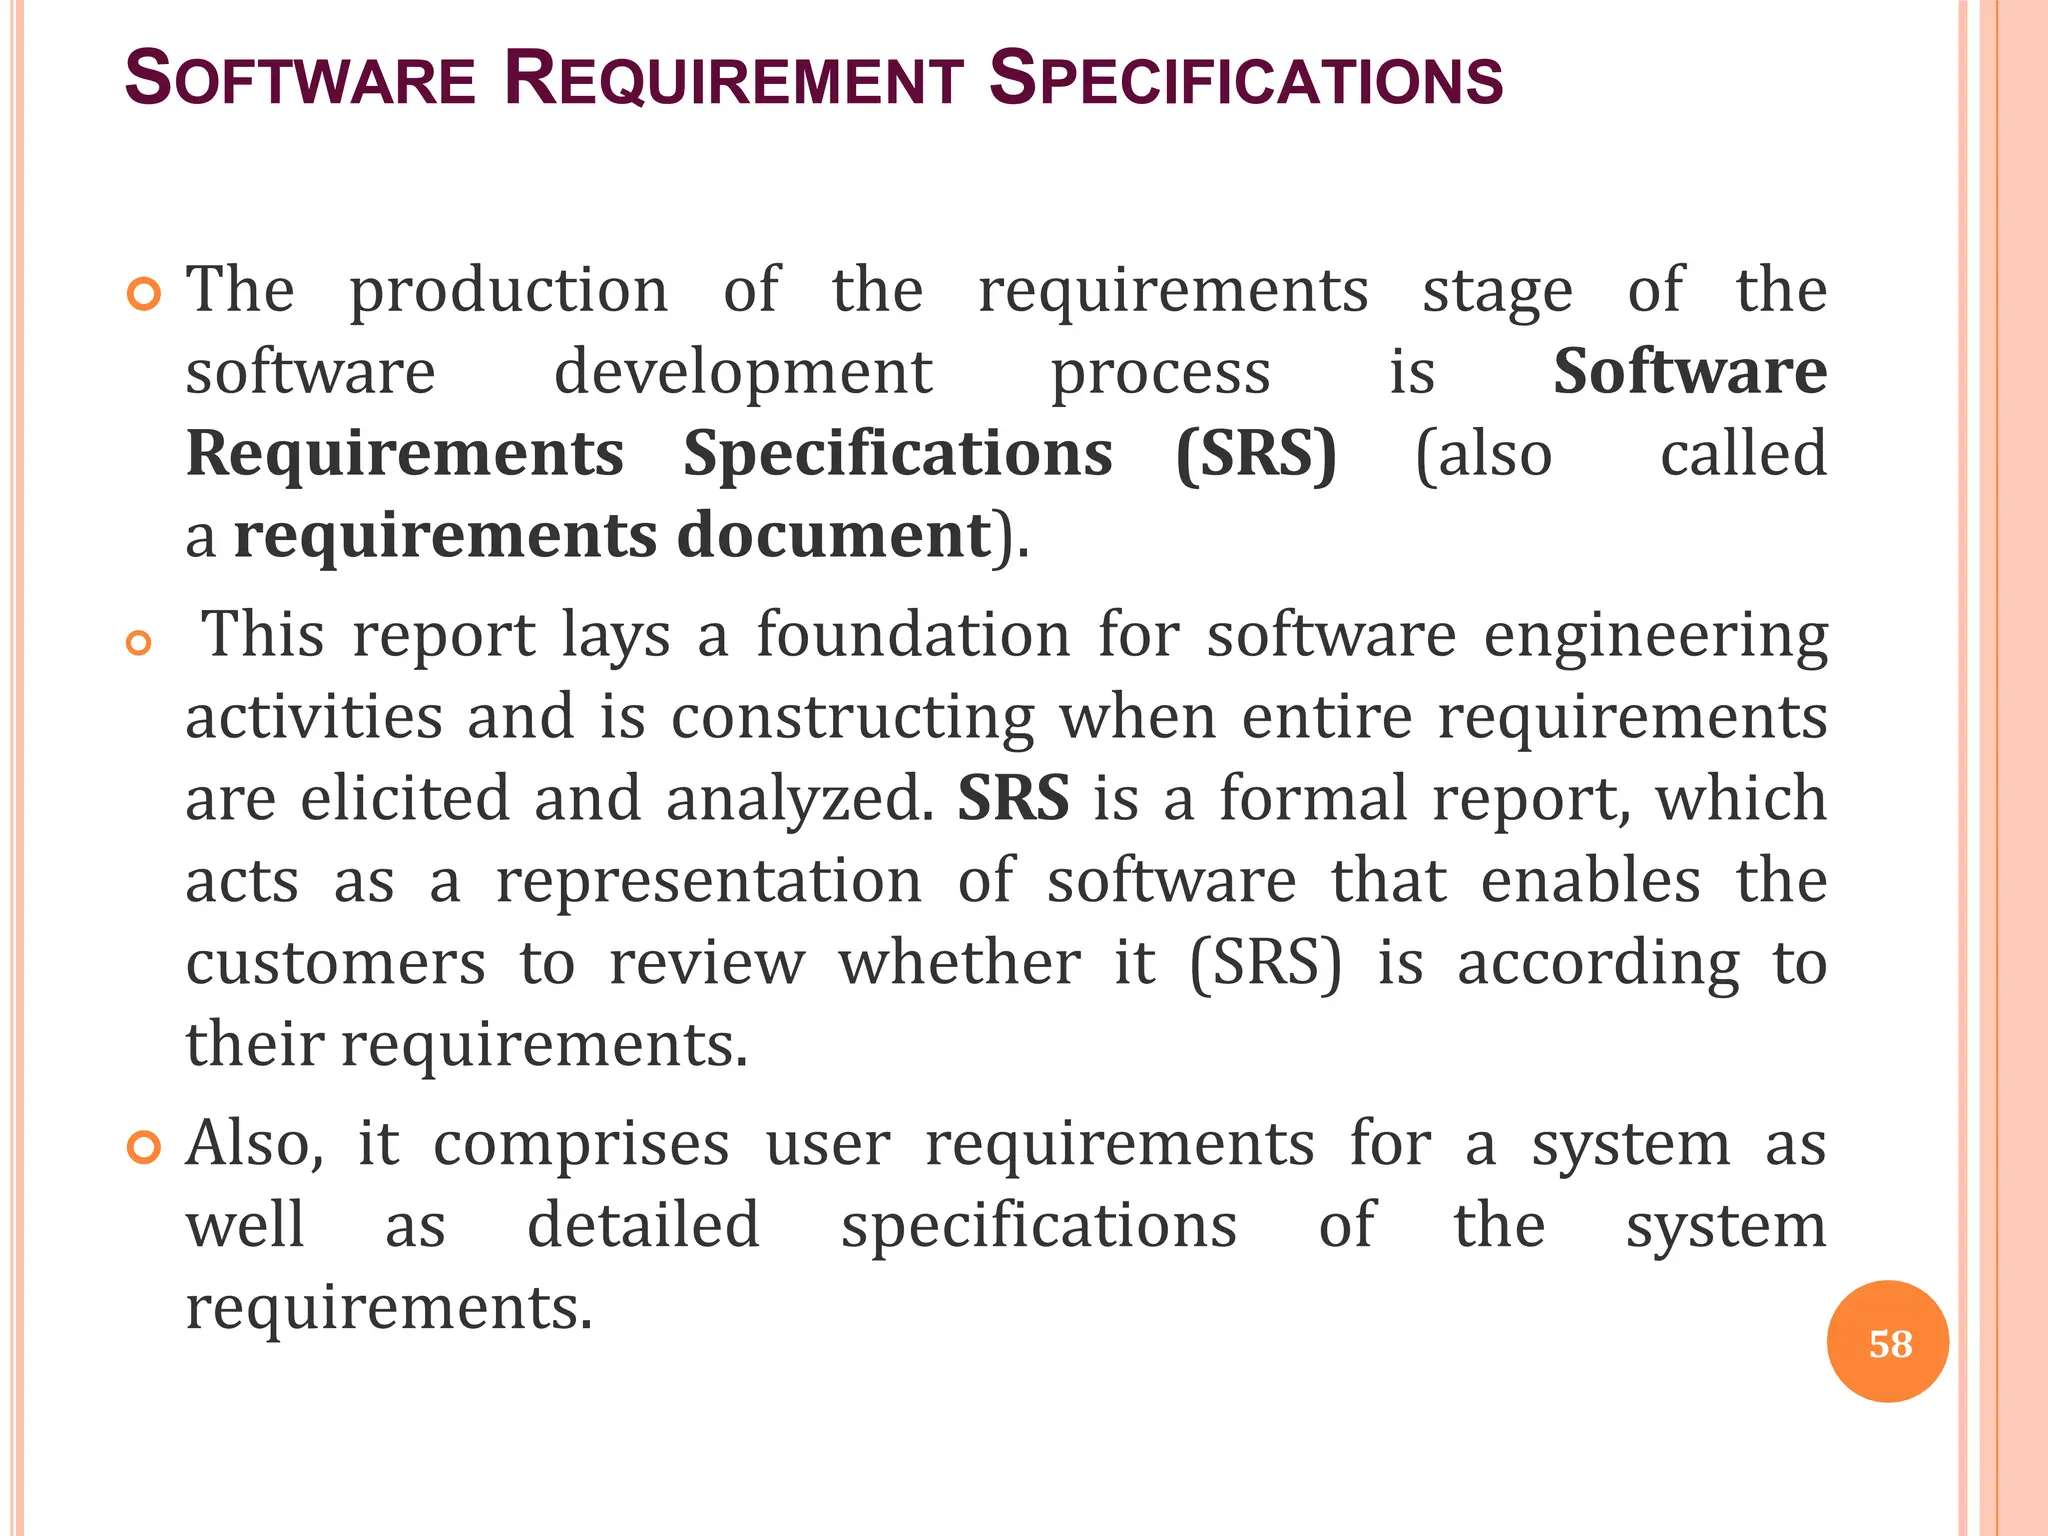 SOFTWARE REQUIREMENT SPECIFICATIONS
The production of the requirements stage of the
software development process is Software
Requirements Specifications (SRS) (also called
a requirements document).
This report lays a foundation for software engineering
activities and is constructing when entire requirements
are elicited and analyzed. SRS is a formal report, which
acts as a representation of software that enables the
customers to review whether it (SRS) is according to
their requirements.
Also, it comprises user requirements for a system as
well as detailed specifications of the system
requirements.
58